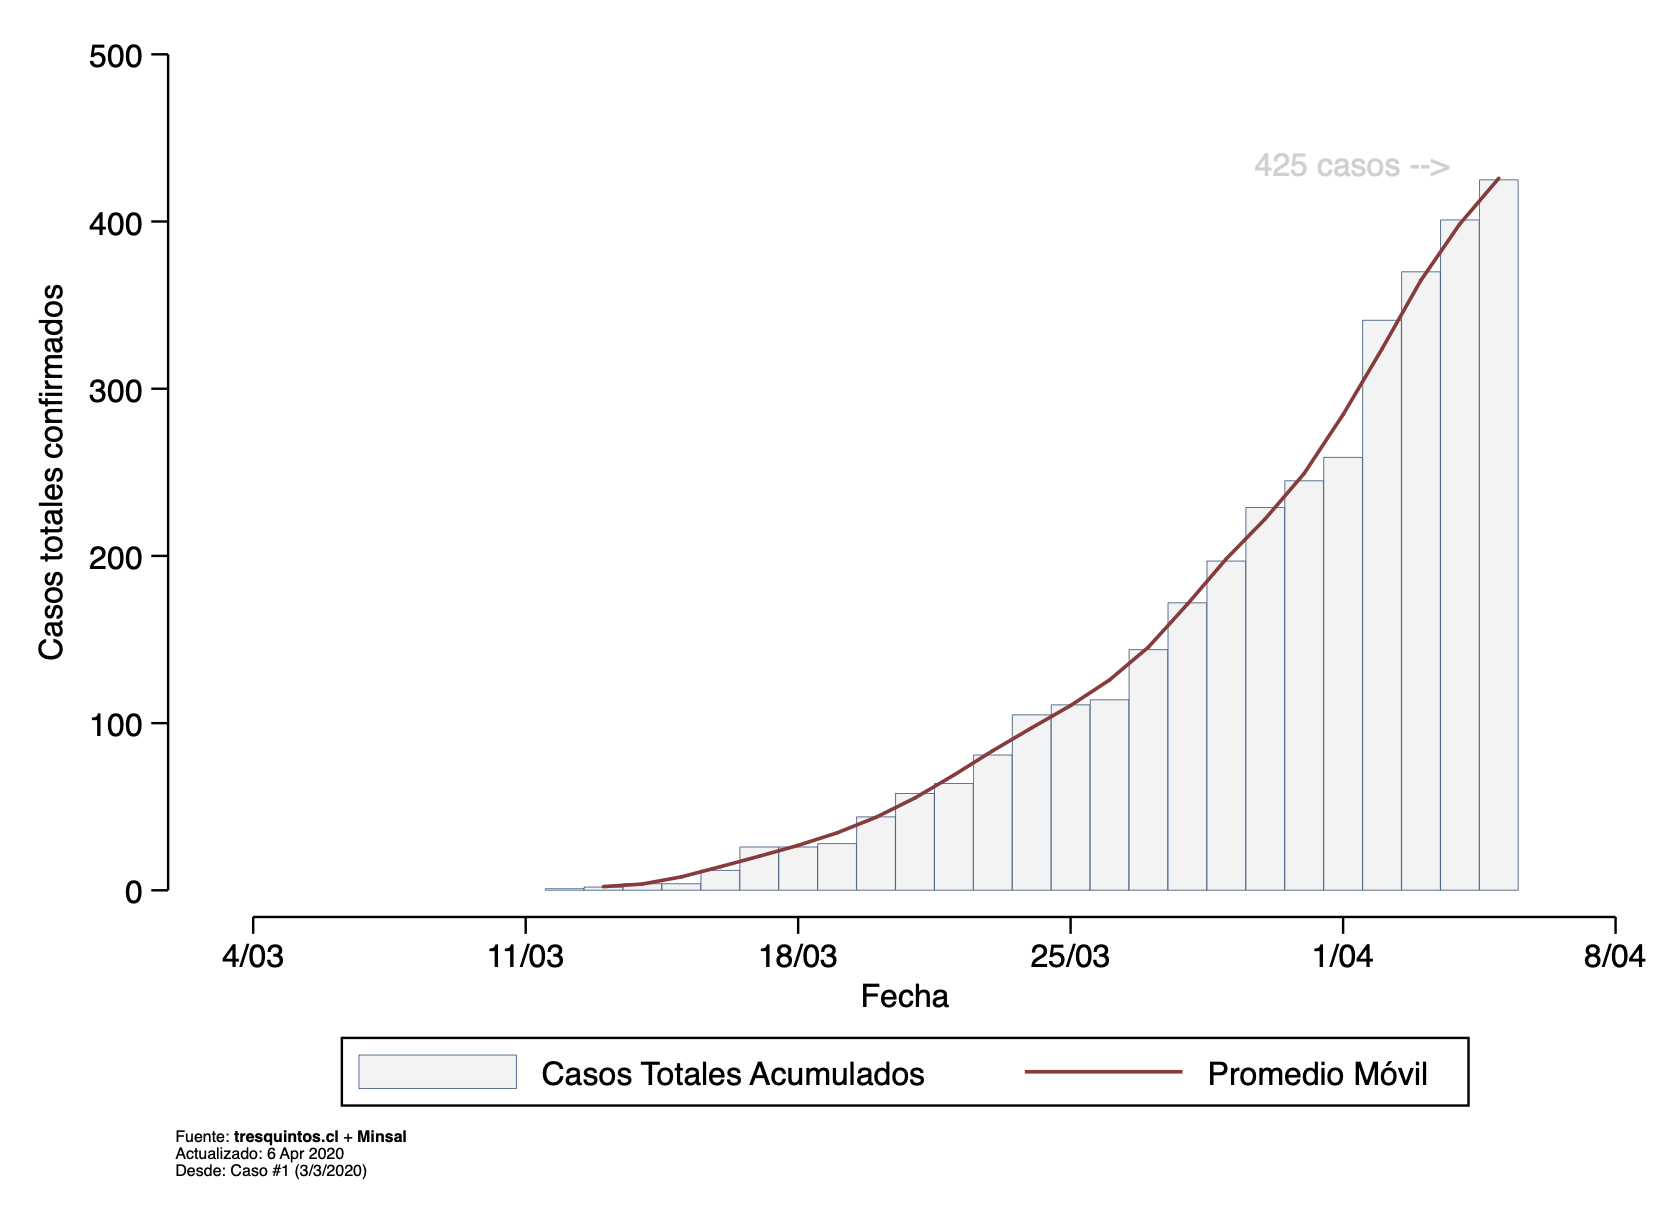 500
425 casos -->
400
300
200
100
0
Casos totales confirmados
4/03 11/03 18/03 25/03 1/04 8/04
Fecha
Casos Totales Acumulados Promedio Móvil
Fuente: tresquintos.cl + Minsal
Actualizado: 6 Apr 2020
Desde: Caso #1 (3/3/2020)